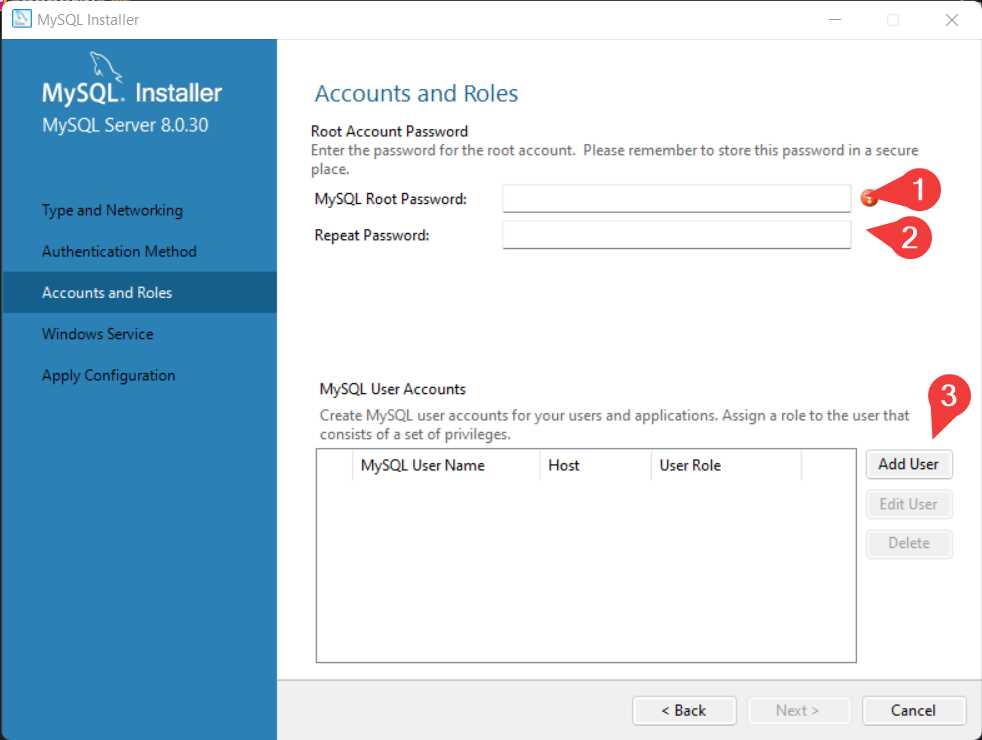 MySQL Installer
MySQL. Installer
MySQL Server 8.0.30
Type and Networking
Authentication Method
Accounts and Roles
Windows Service
Apply Configuration
Accounts and Roles
Root Account Password
Enter the password for the root account.  Please remember to store this password in a secure
place.
MySQL Root Password:
1
Repeat Password:
2
MySQL User Accounts
3
Create MySQL user accounts for your users and applications. Assign a role to the user that
consists of a set of privileges.
MySQL User Name Host User Role
Add User
Edit User
Delete
< Back Next > Cancel